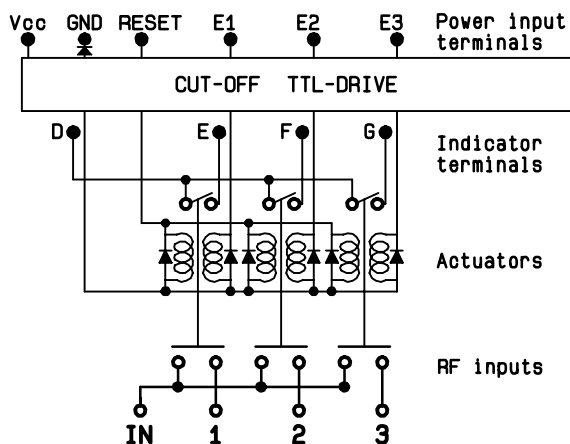 Vcc GND RESET E1 E2 E3 Power input
terminals
CUT-OFF TTL-DRIVE
D E F G Indicator
terminals
Actuators
RF inputs
IN 1 2 3